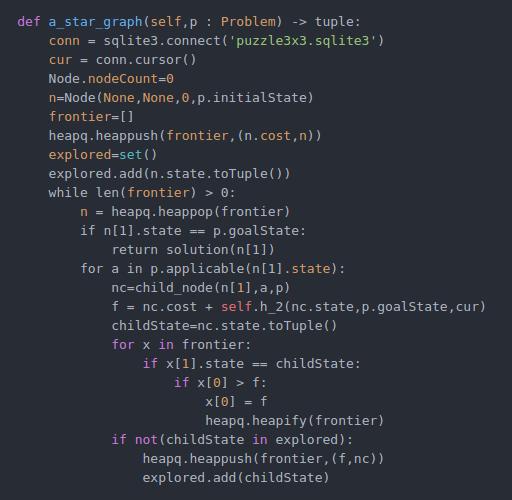 def a_star_graph(self,p : Problem) -> tuple:
    conn = sqlite3.connect('puzzle3x3.sqlite3')
    cur = conn.cursor()
    Node.nodeCount=0
    n=Node(None,None,0,p.initialState)
    frontier=[]
    heapq.heappush(frontier,(n.cost,n))
    explored=set()
    explored.add(n.state.toTuple())
    while len(frontier) > 0:
        n = heapq.heappop(frontier)
        if n[1].state == p.goalState:
            return solution(n[1])
        for a in p.applicable(n[1].state):
            nc=child_node(n[1],a,p)
            f = nc.cost + self.h_2(nc.state,p.goalState,cur)
            childState=nc.state.toTuple()
            for x in frontier:
                if x[1].state == childState:
                    if x[0] > f:
                        x[0] = f
                        heapq.heapify(frontier)
            if not(childState in explored):
                heapq.heappush(frontier,(f,nc))
                explored.add(childState)